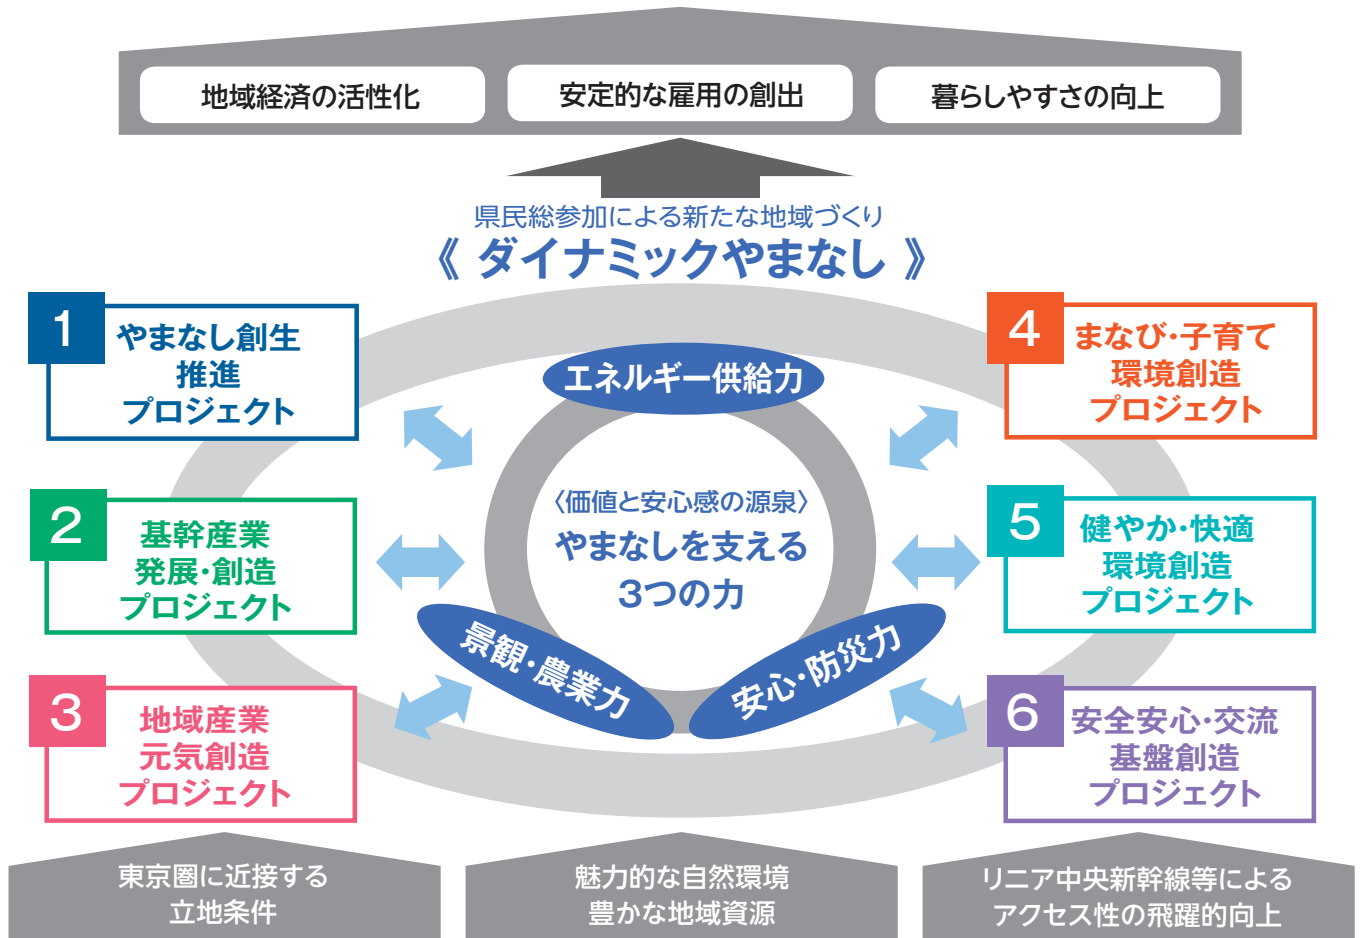 地域経済の活性化
安定的な雇用の創出
暮らしやすさの向上
県民総参加による新たな地域づくり
《 ダイナミックやまなし 》
1
やまなし創生
推進
プロジェクト
2
基幹産業
発展・創造
プロジェクト
3
地域産業
元気創造
プロジェクト
エネルギー供給力
〈価値と安心感の源泉〉
やまなしを支える
3つの力
景観・農業力
安心・防災力
4
まなび・子育て
環境創造
プロジェクト
5
健やか・快適
環境創造
プロジェクト
6
安全安心・交流
基盤創造
プロジェクト
東京圏に近接する
立地条件
魅力的な自然環境
豊かな地域資源
リニア中央新幹線等による
アクセス性の飛躍的向上